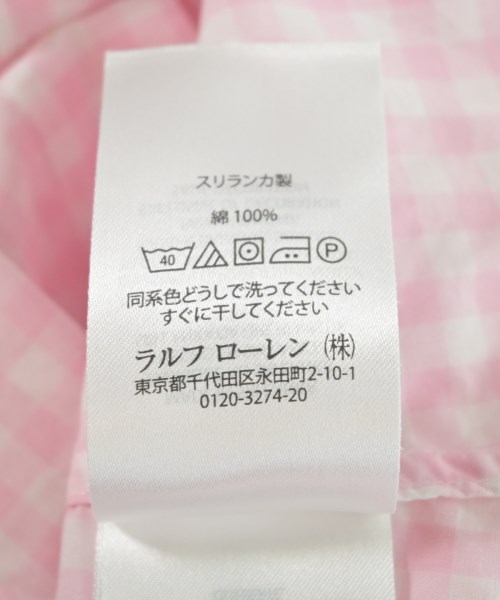 スリランカ製
綿 100%
40 P
同系色どうしで洗ってください
すぐに干してください
ラルフ ローレン (株)
東京都千代田区永田町2-10-1
0120-3274-20